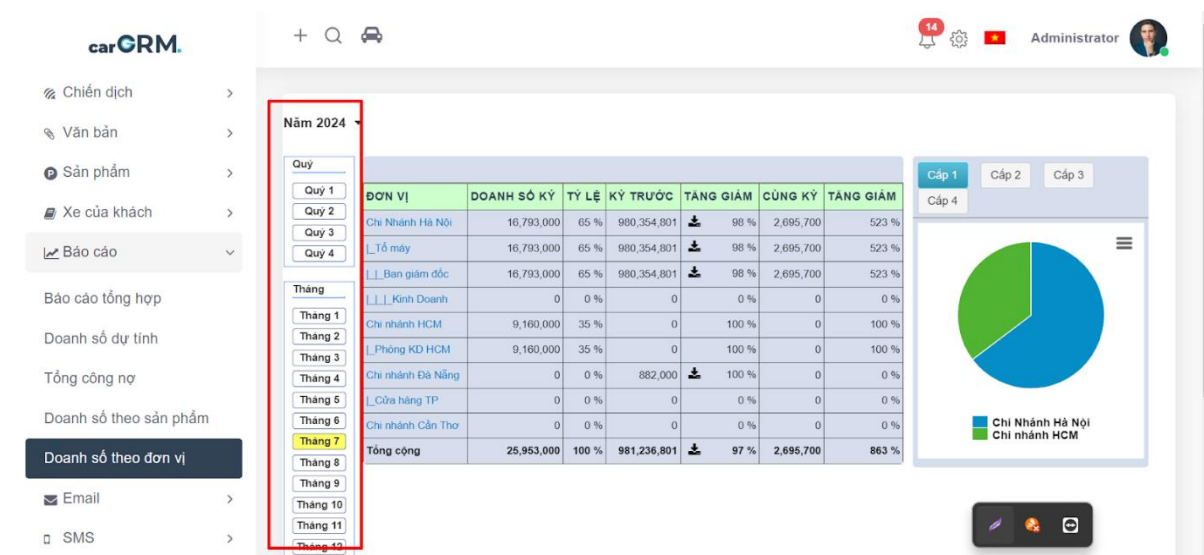 carGRM.
14
Administrator
Chiến dịch
Văn bản
Sản phẩm
Xe của khách
Báo cáo
Báo cáo tổng hợp
Doanh số dự tính
Tổng công nợ
Doanh số theo sản phẩm
Doanh số theo đơn vị
Email
SMS
Năm 2024
Quý
Quý 1
Quý 2
Quý 3
Quý 4
Tháng
Tháng 1
Tháng 2
Tháng 3
Tháng 4
Tháng 5
Tháng 6
Tháng 7
Tháng 8
Tháng 9
Tháng 10
Tháng 11
Tháng 12
ĐƠN VỊ DOANH SỐ KỲ TỶ LỆ KỲ TRƯỚC TĂNG GIẢM CÙNG KỲ TĂNG GIẢM
Chi Nhánh Hà Nội 16,793,000 65 % 980,354,801 98 % 2,695,700 523 %
|_Tổ máy 16,793,000 65 % 980,354,801 98 % 2,695,700 523 %
|_|_Ban giám đốc 16,793,000 65 % 980,354,801 98 % 2,695,700 523 %
|_|_|_Kinh Doanh 0 0 % 0 0 % 0 0 %
Chi nhánh HCM 9,160,000 35 % 0 100 % 0 100 %
|_Phòng KD HCM 9,160,000 35 % 0 100 % 0 100 %
Chi nhánh Đà Nẵng 0 0 % 882,000 100 % 0 0 %
|_Cửa hàng TP 0 0 % 0 0 % 0 0 %
Chi nhánh Cần Thơ 0 0 % 0 0 % 0 0 %
Tổng cộng 25,953,000 100 % 981,236,801 97 % 2,695,700 863 %
Cấp 1 Cấp 2 Cấp 3
Cấp 4
Chi Nhánh Hà Nội
Chi nhánh HCM